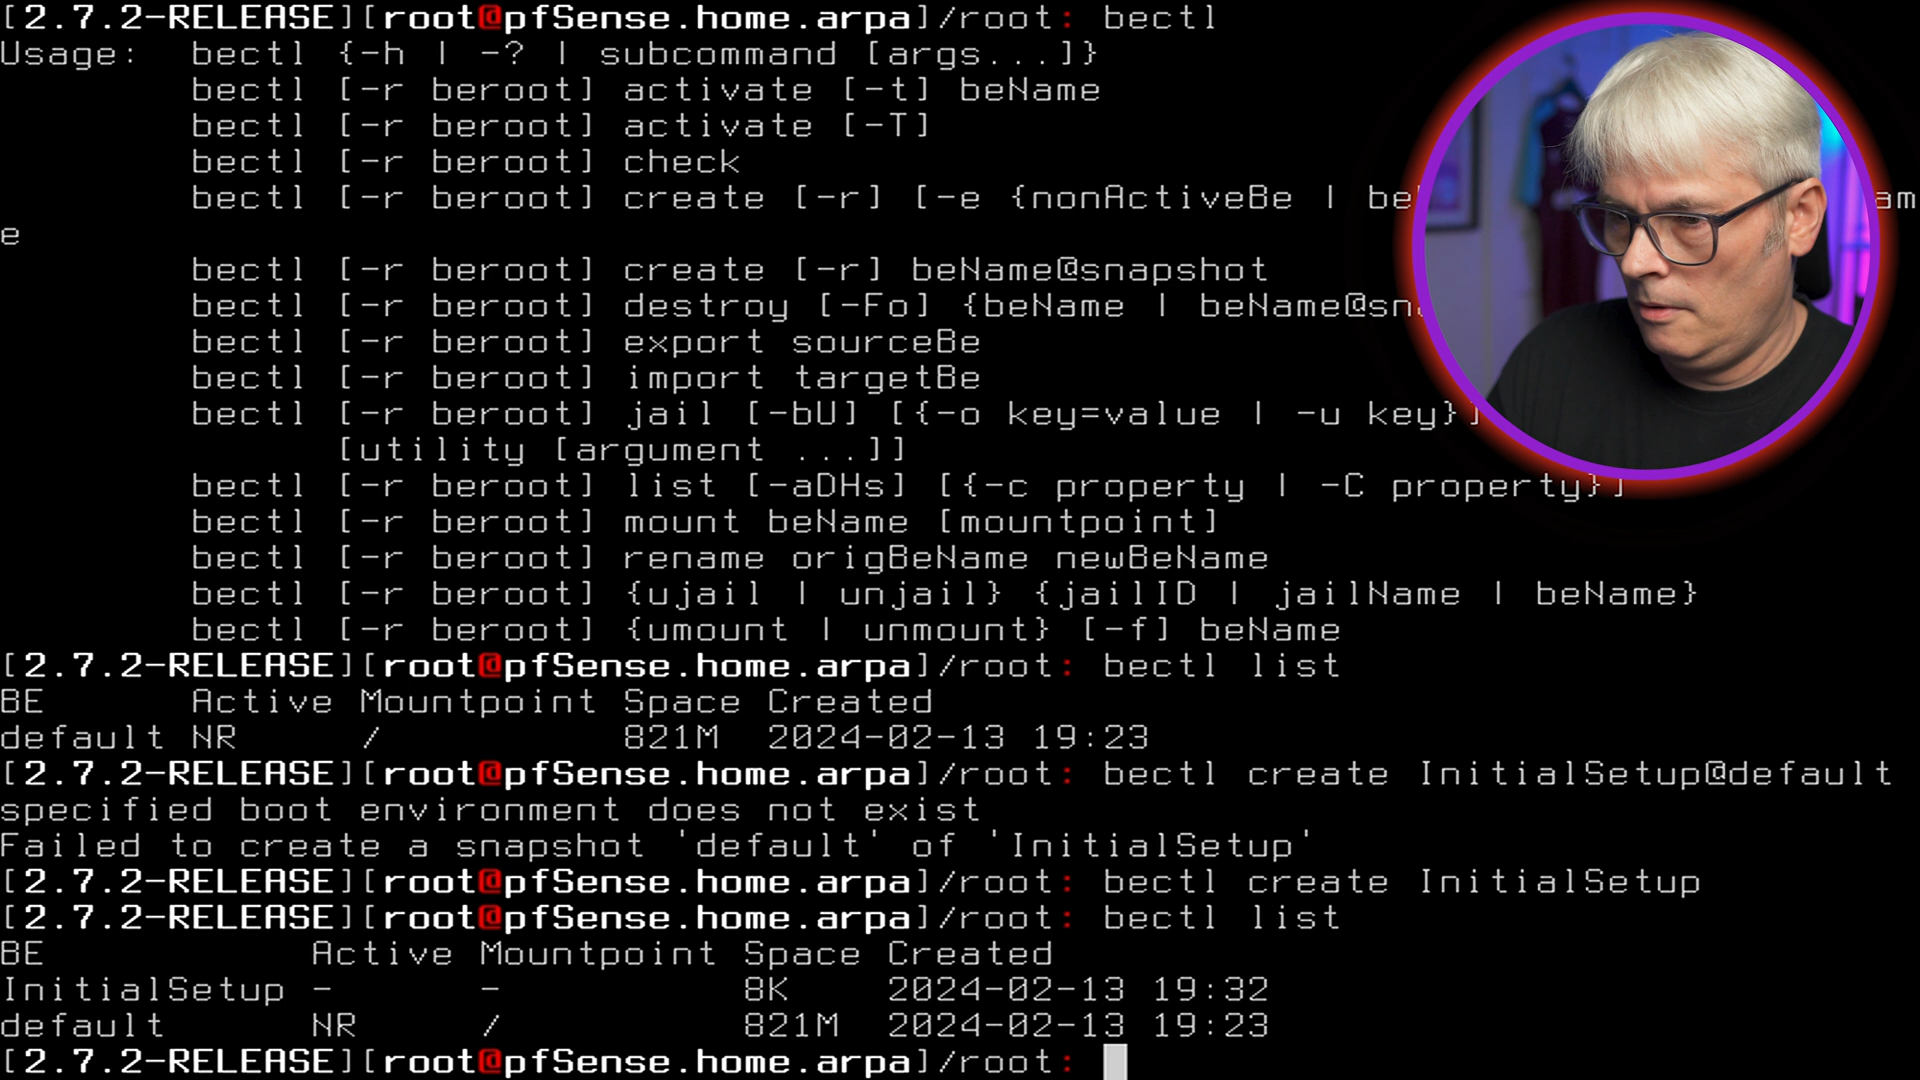 [2.7.2-RELEASE][root@pfSense.home.arpa]/root: bectl
Usage:  bectl {-h | -? | subcommand [args...]}
        bectl [-r beroot] activate [-t] beName
        bectl [-r beroot] activate [-T]
        bectl [-r beroot] check
        bectl [-r beroot] create [-r] [-e {nonActiveBe |
e
        bectl [-r beroot] create [-r] beName@snapshot
        bectl [-r beroot] destroy [-Fo] {beName |
        bectl [-r beroot] export sourceBe
        bectl [-r beroot] import targetBe
        bectl [-r beroot] jail [-bU] [{-o key=value | -u key}]
              [utility [argument ...]]
        bectl [-r beroot] list [-aDHs] [{-c property | -C property}]
        bectl [-r beroot] mount beName [mountpoint]
        bectl [-r beroot] rename origBeName newBeName
        bectl [-r beroot] {ujail | unjail} {jailID | jailName | beName}
        bectl [-r beroot] {umount | unmount} [-f] beName
[2.7.2-RELEASE][root@pfSense.home.arpa]/root: bectl list
BE      Active Mountpoint Space Created
default NR     /          821M  2024-02-13 19:23
[2.7.2-RELEASE][root@pfSense.home.arpa]/root: bectl create InitialSetup@default
specified boot environment does not exist
Failed to create a snapshot 'default' of 'InitialSetup'
[2.7.2-RELEASE][root@pfSense.home.arpa]/root: bectl create InitialSetup
[2.7.2-RELEASE][root@pfSense.home.arpa]/root: bectl list
BE           Active Mountpoint Space Created
InitialSetup -      -          8K    2024-02-13 19:32
default      NR     /          821M  2024-02-13 19:23
[2.7.2-RELEASE][root@pfSense.home.arpa]/root: